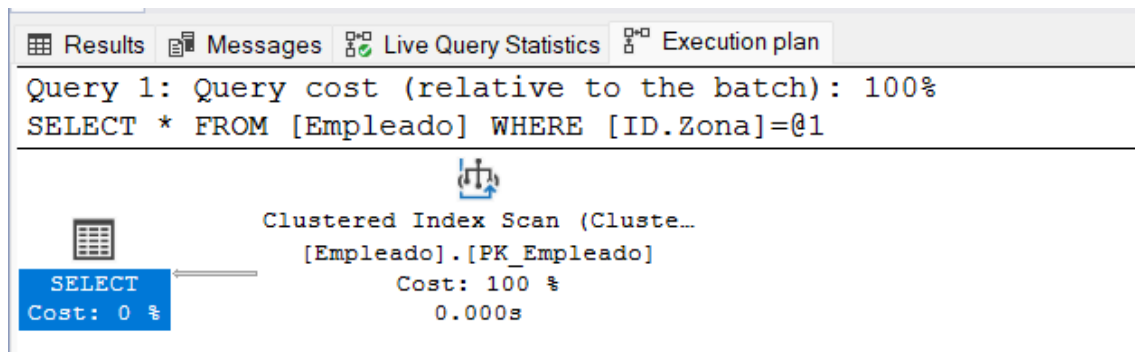 Results Messages Live Query Statistics Execution plan
Query 1: Query cost (relative to the batch): 100%
SELECT * FROM [Empleado] WHERE [ID.Zona]=@1
Clustered Index Scan (Cluste…
[Empleado].[PK_Empleado]
Cost: 100 %
0.000s
SELECT
Cost: 0 %